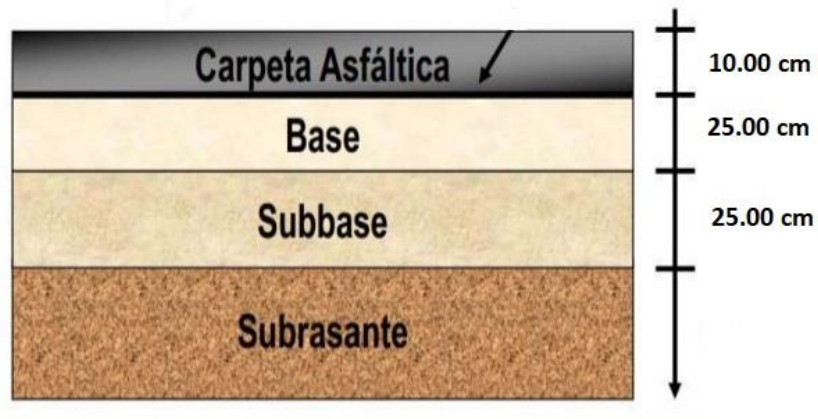 Carpeta Asfáltica
10.00 cm
Base
25.00 cm
Subbase
25.00 cm
Subrasante